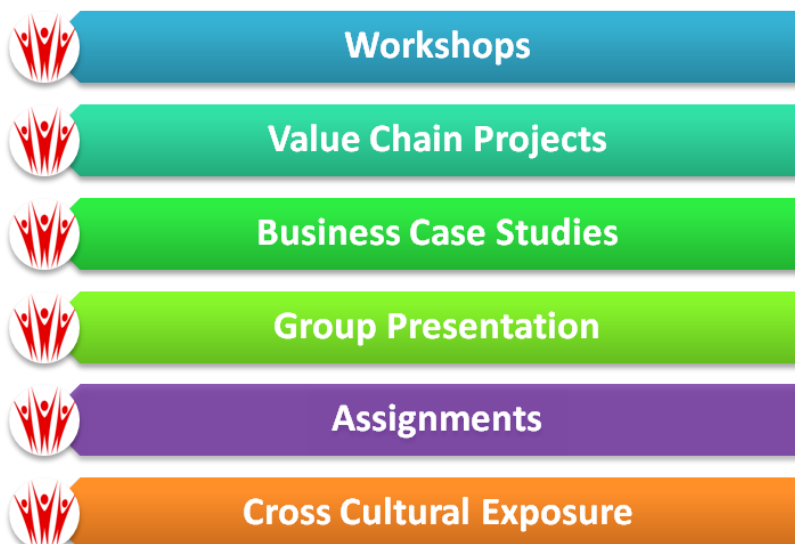 Workshops
Value Chain Projects
Business Case Studies
Group Presentation
Assignments
Cross Cultural Exposure